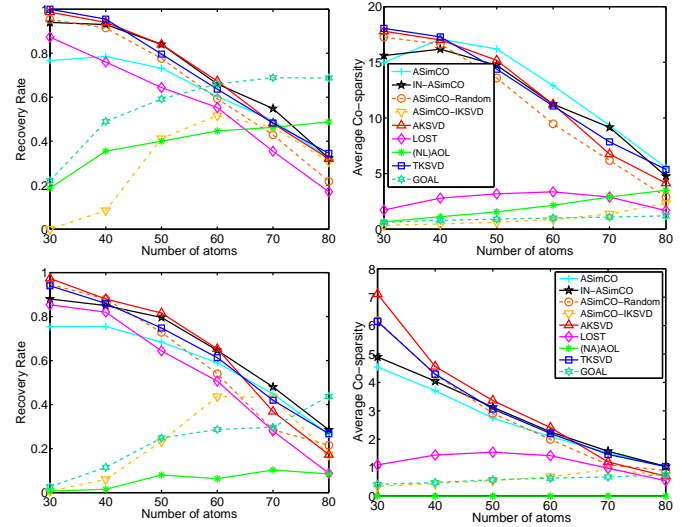 Recovery Rate
1
0.8
0.6
0.4
0.2
0
30 40 50 60 70 80
Number of atoms
Average Co-sparsity
20
15
10
5
0
30 40 50 60 70 80
Number of atoms
ASimCO
IN-ASimCO
ASimCO-Random
ASimCO-IKSVD
AKSVD
LOST
(NL)AOL
TKSVD
GOAL
Recovery Rate
1
0.8
0.6
0.4
0.2
0
30 40 50 60 70 80
Number of atoms
Average Co-sparsity
8
7
6
5
4
3
2
1
0
30 40 50 60 70 80
Number of atoms
ASimCO
IN-ASimCO
ASimCO-Random
ASimCO-IKSVD
AKSVD
LOST
(NA)AOL
TKSVD
GOAL